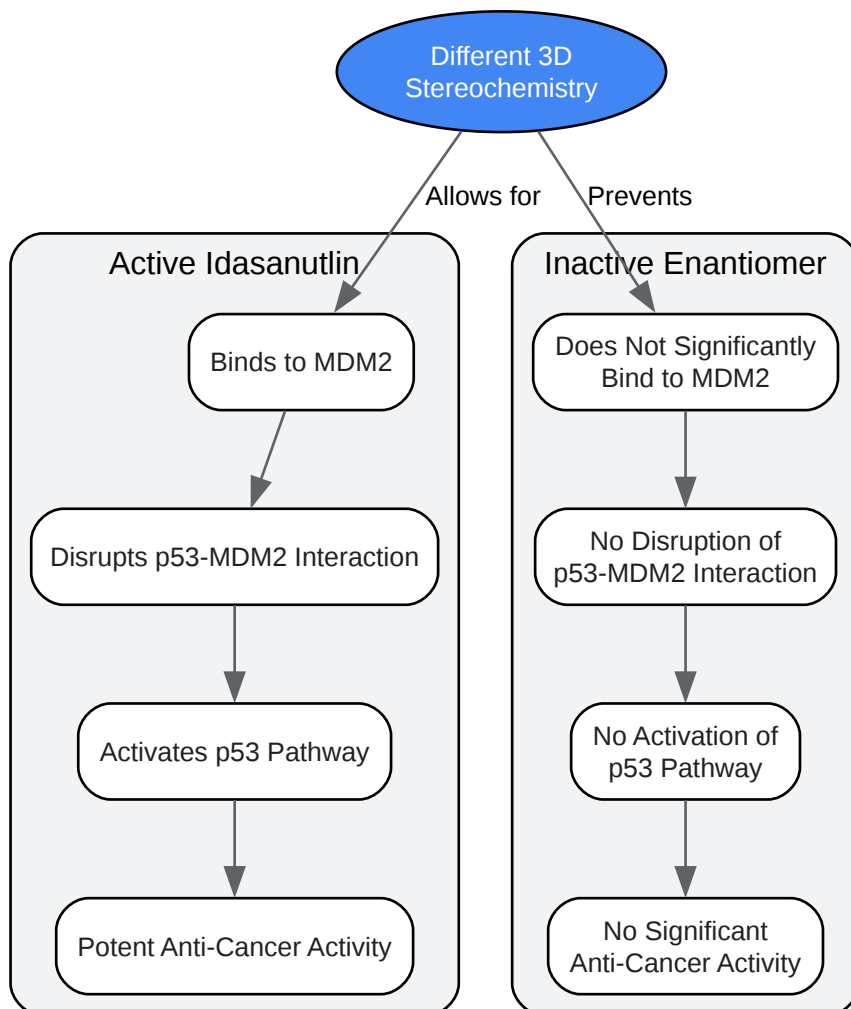 Different 3D
Stereochemistry
Allows for
Prevents
Active Idasanutlin
Binds to MDM2
Disrupts p53-MDM2 Interaction
Activates p53 Pathway
Potent Anti-Cancer Activity
Inactive Enantiomer
Does Not Significantly
Bind to MDM2
No Disruption of
p53-MDM2 Interaction
No Activation of
p53 Pathway
No Significant
Anti-Cancer Activity